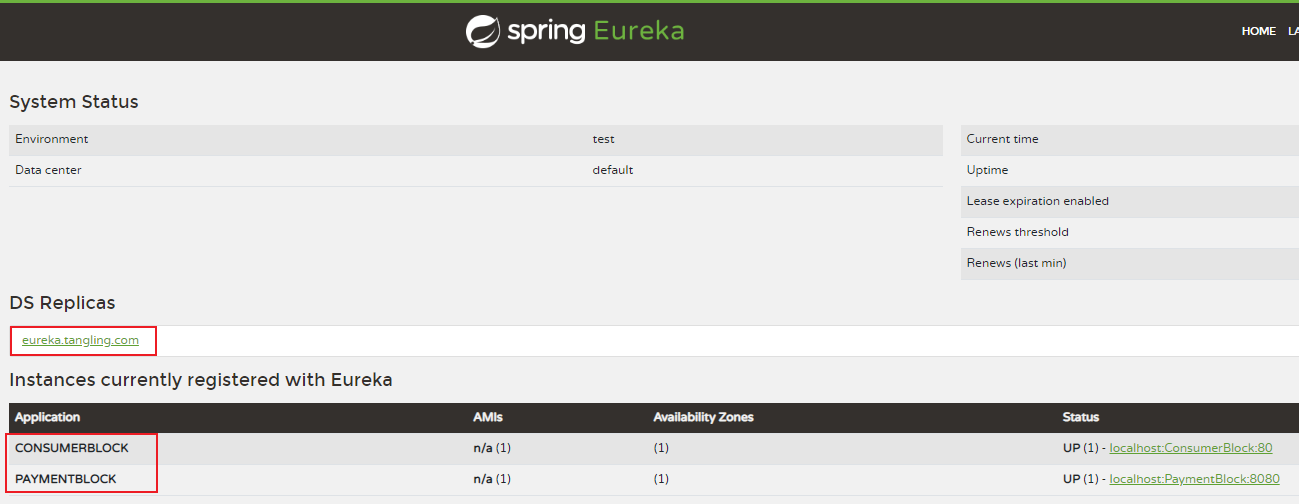 spring Eureka
HOME LA
System Status
Environment test
Data center default
Current time
Uptime
Lease expiration enabled
Renews threshold
Renews (last min)
DS Replicas
eureka.tangling.com
Instances currently registered with Eureka
Application AMIs Availability Zones Status
CONSUMERBLOCK n/a (1) (1) UP (1) - localhost:ConsumerBlock:80
PAYMENTBLOCK n/a (1) (1) UP (1) - localhost:PaymentBlock:8080